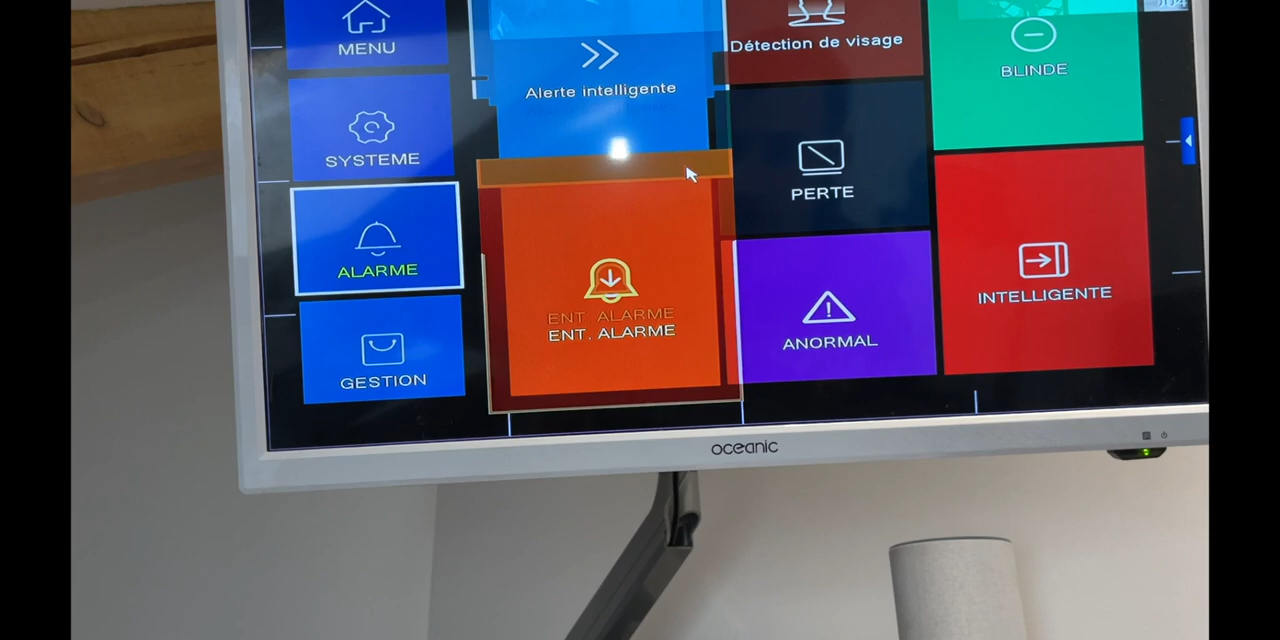 MENU
SYSTEME
ALARME
GESTION
Alerte intelligente
ENT. ALARME
ENT. ALARME
Détection de visage
PERTE
ANORMAL
BLINDE
INTELLIGENTE
oceanic